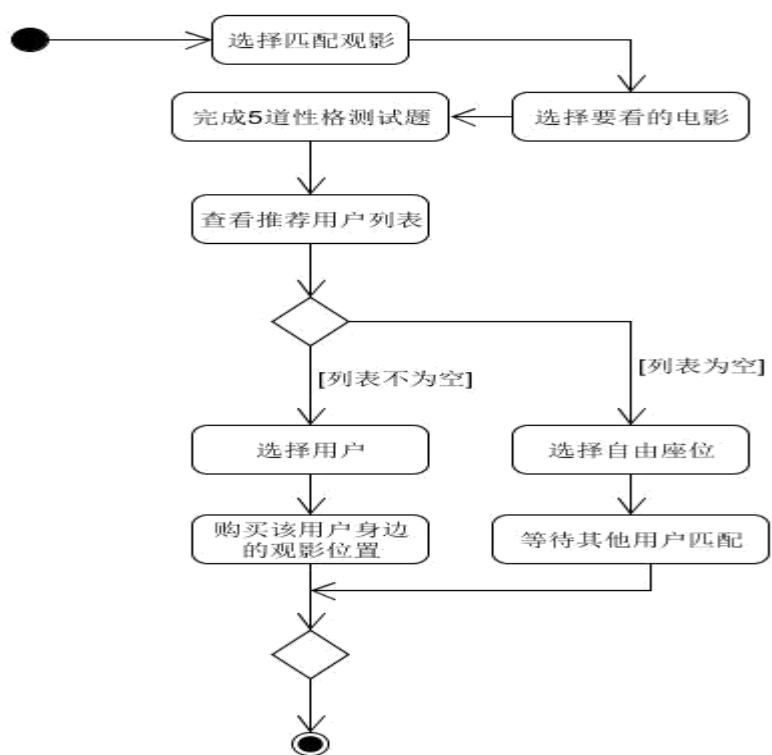 选择匹配观影
完成5道性格测试题
选择要看的电影
查看推荐用户列表
[列表不为空]
[列表为空]
选择用户
选择自由座位
购买该用户身边
的观影位置
等待其他用户匹配